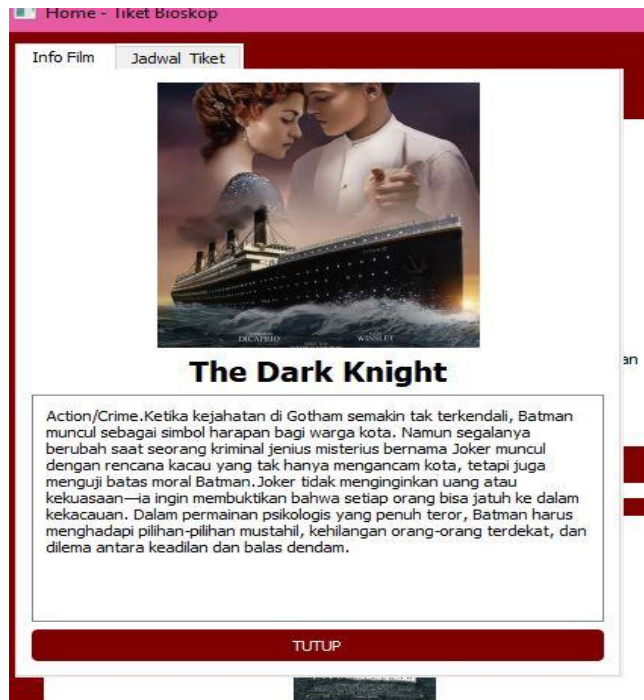 Home - Tiket Bioskop
Info Film
Jadwal Tiket
DICAPRIO
WINSLET
The Dark Knight
an
Action/Crime.Ketika kejahatan di Gotham semakin tak terkendali, Batman
muncul sebagai simbol harapan bagi warga kota. Namun segalanya
berubah saat seorang kriminal jenius misterius bernama Joker muncul
dengan rencana kacau yang tak hanya mengancam kota, tetapi juga
menguji batas moral Batman.Joker tidak menginginkan uang atau
kekuasaan—ia ingin membuktikan bahwa setiap orang bisa jatuh ke dalam
kekacauan. Dalam permainan psikologis yang penuh teror, Batman harus
menghadapi pilihan-pilihan mustahil, kehilangan orang-orang terdekat, dan
dilema antara keadilan dan balas dendam.
TUTUP